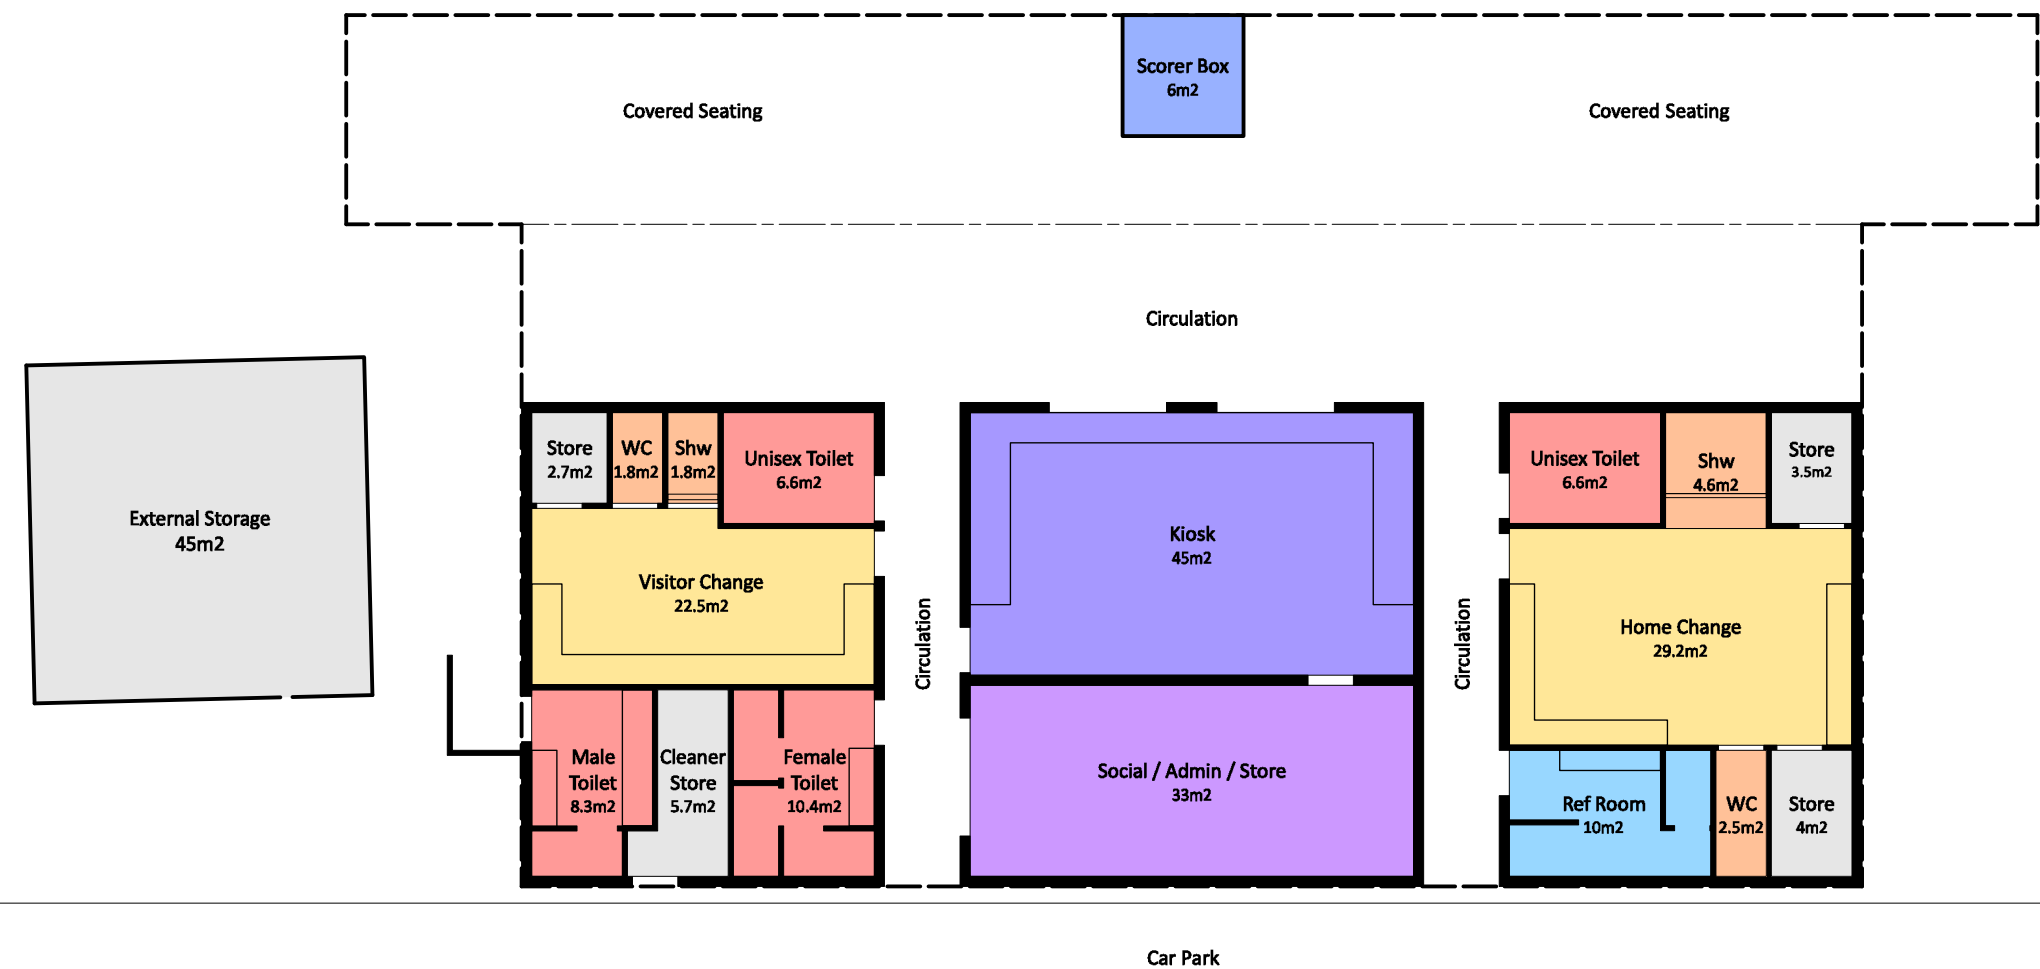 Scorer Box
6m2
Covered Seating
Covered Seating
Circulation
External Storage
45m2
Store
2.7m2
WC
1.8m2
Shw
1.8m2
Unisex Toilet
6.6m2
Visitor Change
22.5m2
Male
Toilet
8.3m2
Cleaner
Store
5.7m2
Female
Toilet
10.4m2
Circulation
Kiosk
45m2
Social / Admin / Store
33m2
Circulation
Unisex Toilet
6.6m2
Shw
4.6m2
Store
3.5m2
Home Change
29.2m2
Ref Room
10m2
WC
2.5m2
Store
4m2
Car Park